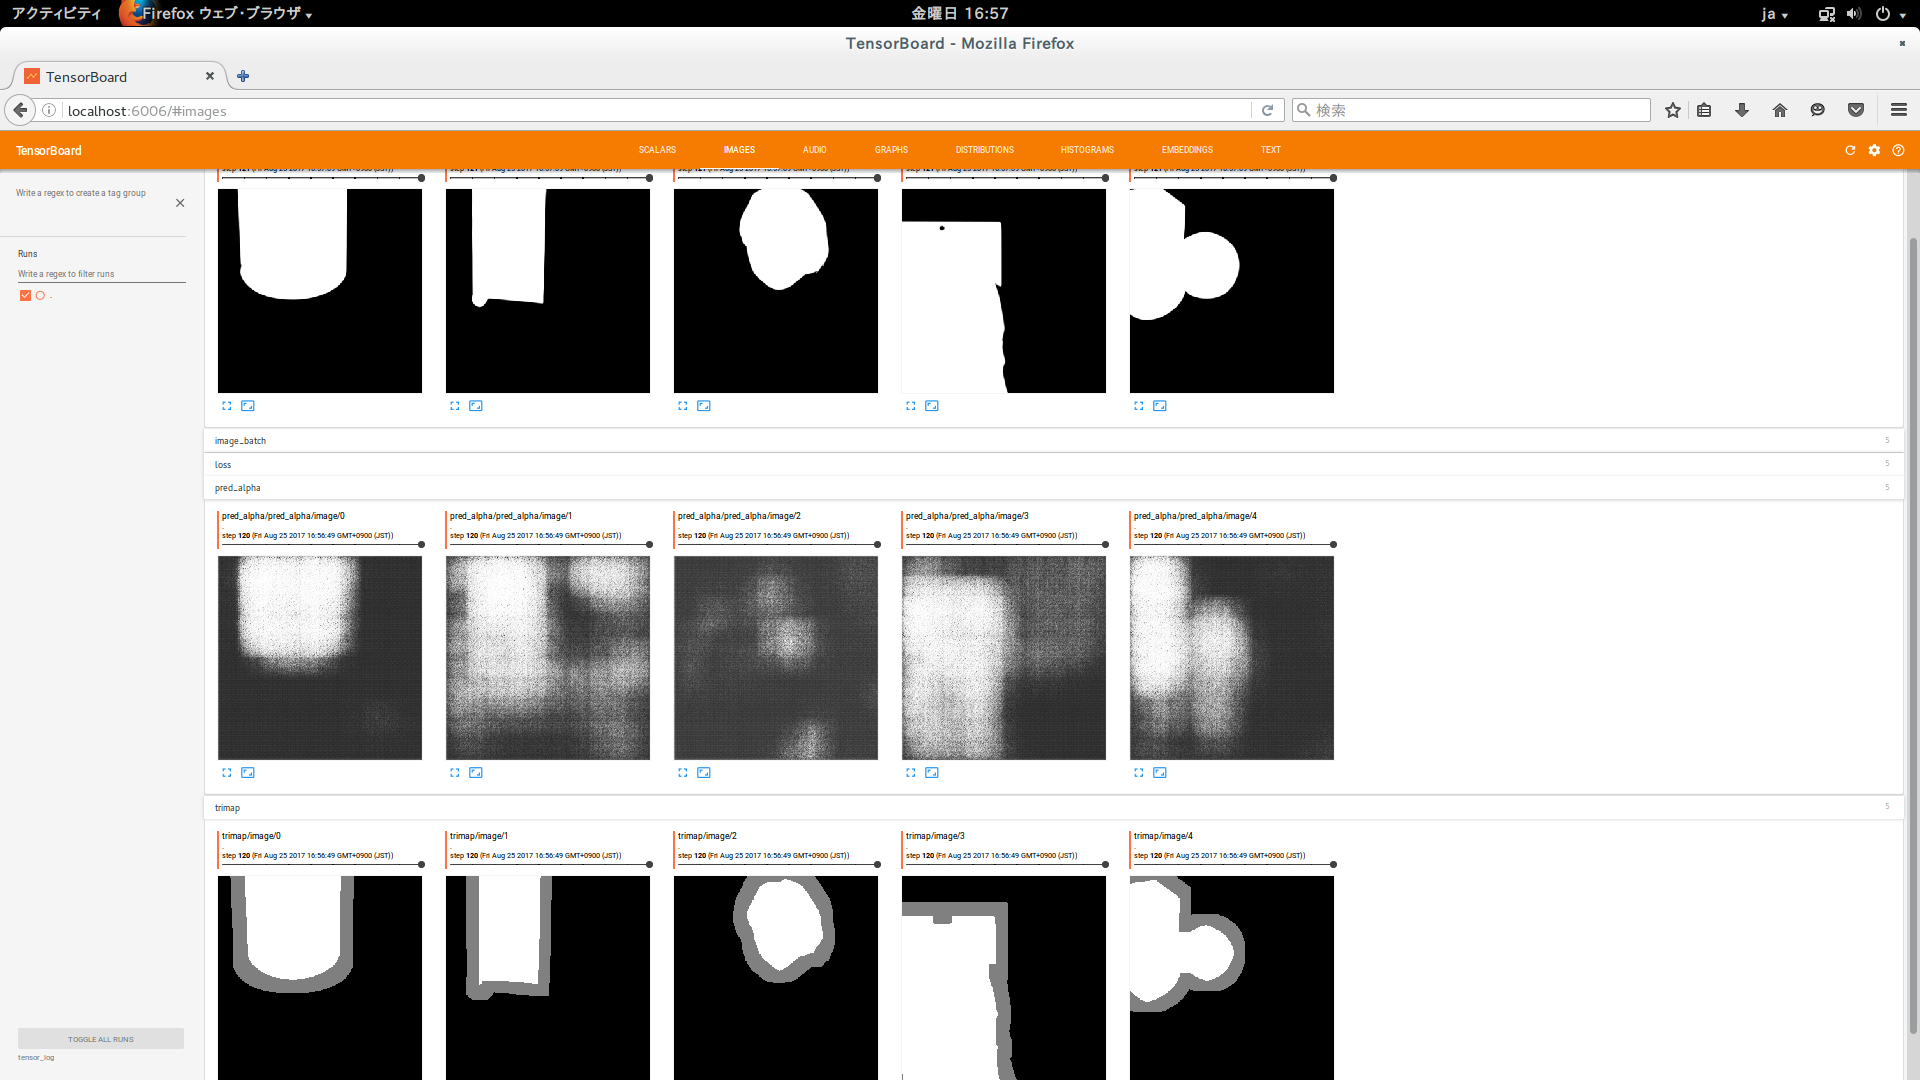 アクティビティ Firefox ウェブ・ブラウザ 金曜日 16:57 ja
TensorBoard - Mozilla Firefox
TensorBoard
localhost:6006/#images 検索
TensorBoard SCALARS IMAGES AUDIO GRAPHS DISTRIBUTIONS HISTOGRAMS EMBEDDINGS TEXT
Write a regex to create a tag group
Runs
Write a regex to filter runs
.
image_batch 5
loss 5
pred_alpha 5
pred_alpha/pred_alpha/image/0 pred_alpha/pred_alpha/image/1 pred_alpha/pred_alpha/image/2 pred_alpha/pred_alpha/image/3 pred_alpha/pred_alpha/image/4
. . . . .
step 120 (Fri Aug 25 2017 16:56:49 GMT+0900 (JST)) step 120 (Fri Aug 25 2017 16:56:49 GMT+0900 (JST)) step 120 (Fri Aug 25 2017 16:56:49 GMT+0900 (JST)) step 120 (Fri Aug 25 2017 16:56:49 GMT+0900 (JST)) step 120 (Fri Aug 25 2017 16:56:49 GMT+0900 (JST))
trimap 5
trimap/image/0 trimap/image/1 trimap/image/2 trimap/image/3 trimap/image/4
. . . . .
step 120 (Fri Aug 25 2017 16:56:49 GMT+0900 (JST)) step 120 (Fri Aug 25 2017 16:56:49 GMT+0900 (JST)) step 120 (Fri Aug 25 2017 16:56:49 GMT+0900 (JST)) step 120 (Fri Aug 25 2017 16:56:49 GMT+0900 (JST)) step 120 (Fri Aug 25 2017 16:56:49 GMT+0900 (JST))
TOGGLE ALL RUNS
tensor_log